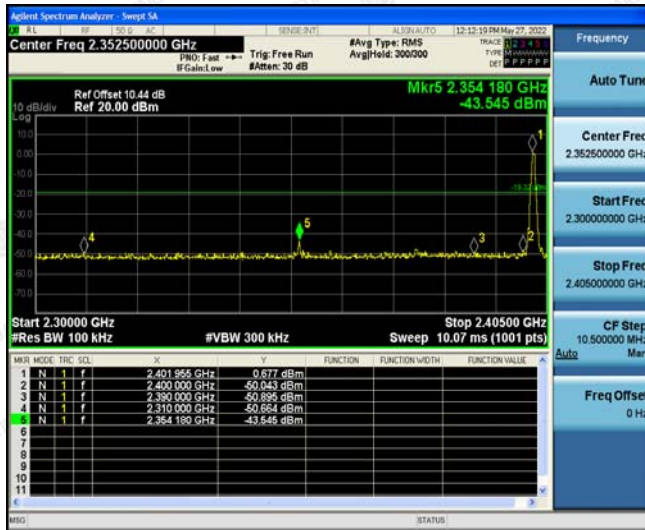 Agilent Spectrum Analyzer - Swept SA
RL RF 50 Ω AC SENSE:INT ALIGNAUTO 12:12:19 PM May 27, 2022
Center Freq 2.352500000 GHz
#Avg Type: RMS
TRACE 1 2 3 4 5 6
PNO: Fast Trig: Free Run Avg|Hold: 300/300
TYPE
IFGain:Low #Atten: 30 dB
DET P P P P P P
Frequency
Auto Tune
Mkr5 2.354 180 GHz
-43.545 dBm
Ref Offset 10.44 dB
10 dB/div Ref 20.00 dBm
Log
10.0
0.00
-10.0
-20.0
-30.0
-40.0
-50.0
-60.0
-70.0
1
2
3
4
5
Center Freq
2.352500000 GHz
Start Freq
2.300000000 GHz
Stop Freq
2.405000000 GHz
CF Step
10.500000 MHz
Auto Man
Freq Offset
0 Hz
Start 2.30000 GHz Stop 2.40500 GHz
#Res BW 100 kHz #VBW 300 kHz Sweep 10.07 ms (1001 pts)
MKR MODE TRC SCL X Y FUNCTION FUNCTION WIDTH FUNCTION VALUE
1 N 1 f 2.401 955 GHz 0.677 dBm
2 N 1 f 2.400 000 GHz -50.043 dBm
3 N 1 f 2.390 000 GHz -50.895 dBm
4 N 1 f 2.310 000 GHz -50.664 dBm
5 N 1 f 2.354 180 GHz -43.545 dBm
6
7
8
9
10
11
MSG STATUS